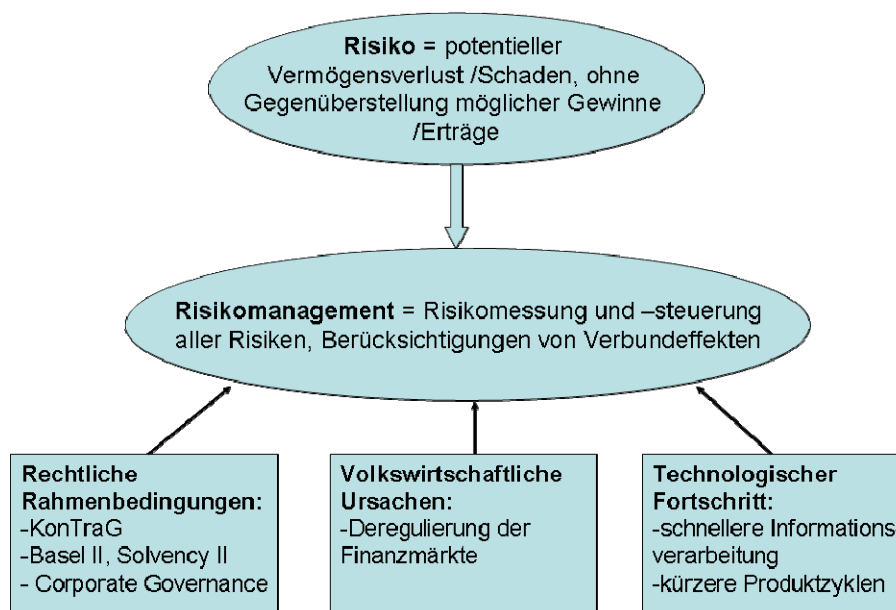 Risiko = potentieller
Vermögensverlust /Schaden, ohne
Gegenüberstellung möglicher Gewinne
/Erträge
Risikomanagement = Risikomessung und –steuerung
aller Risiken, Berücksichtigungen von Verbundeffekten
Rechtliche
Rahmenbedingungen:
-KonTraG
-Basel II, Solvency II
- Corporate Governance
Volkswirtschaftliche
Ursachen:
-Deregulierung der
Finanzmärkte
Technologischer
Fortschritt:
-schnellere Informations
verarbeitung
-kürzere Produktzyklen